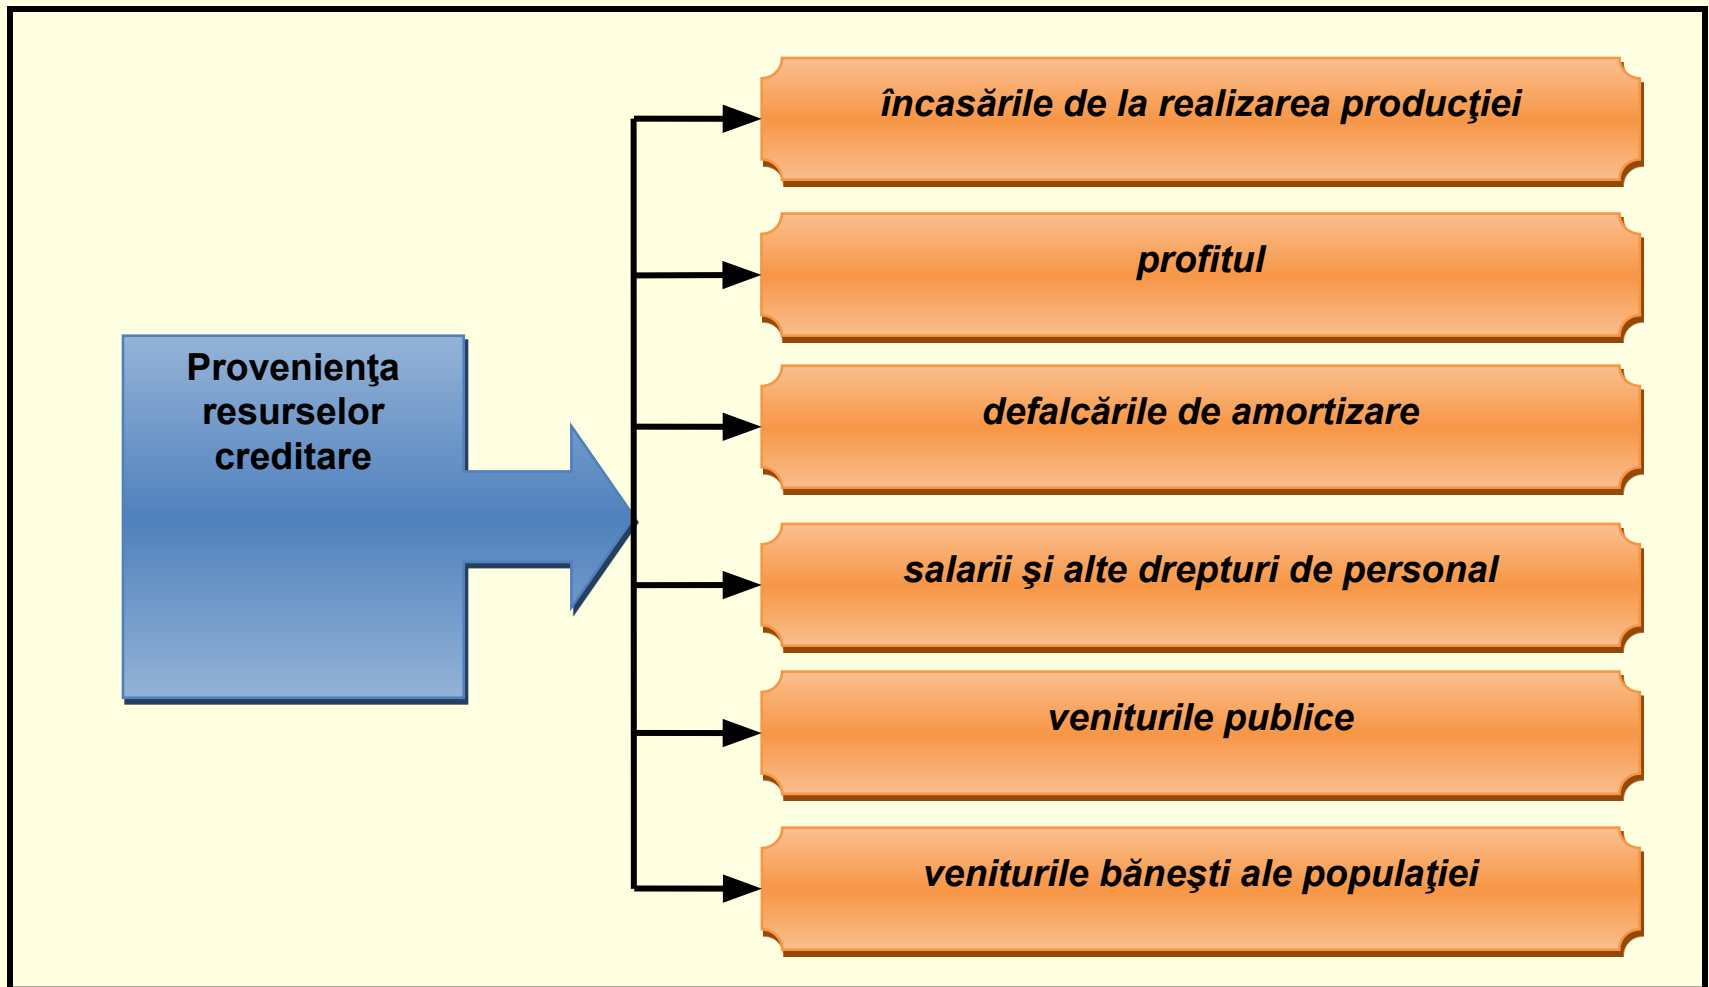 Provenienţa
resurselor
creditare
încasările de la realizarea producţiei
profitul
defalcările de amortizare
salarii şi alte drepturi de personal
veniturile publice
veniturile băneşti ale populaţiei